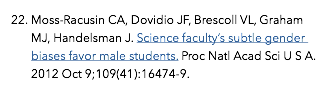 22. Moss-Racusin CA, Dovidio JF, Brescoll VL, Graham
MJ, Handelsman J. Science faculty's subtle gender
biases favor male students. Proc Natl Acad Sci U S A.
2012 Oct 9;109(41):16474-9.